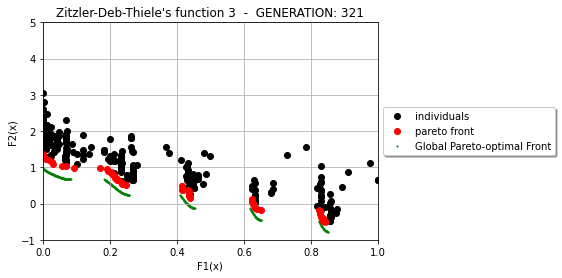 Zitzler-Deb-Thiele's function 3 - GENERATION: 321
5
4
3
2
1
0
−1
F2(x)
0.0 0.2 0.4 0.6 0.8 1.0
F1(x)
individuals
pareto front
Global Pareto-optimal Front